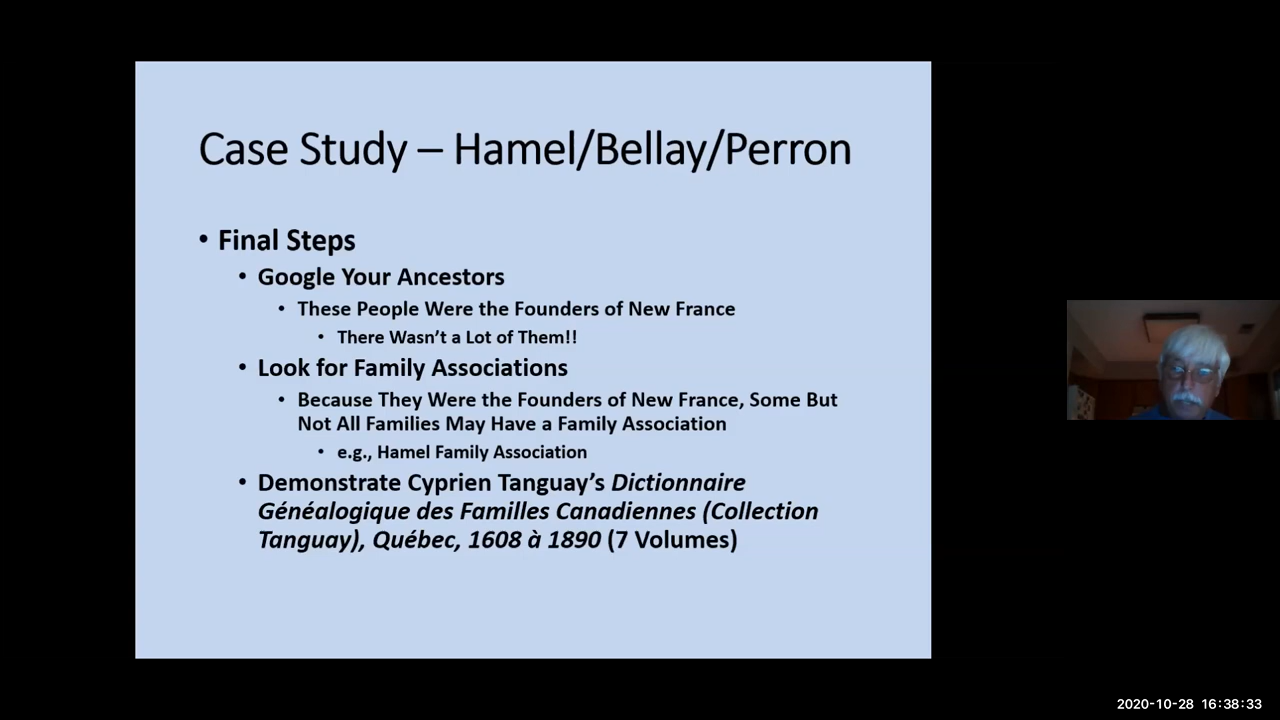 Case Study – Hamel/Bellay/Perron
• Final Steps
• Google Your Ancestors
• These People Were the Founders of New France
• There Wasn’t a Lot of Them!!
• Look for Family Associations
• Because They Were the Founders of New France, Some But
Not All Families May Have a Family Association
• e.g., Hamel Family Association
• Demonstrate Cyprien Tanguay’s Dictionnaire
Généalogique des Familles Canadiennes (Collection
Tanguay), Québec, 1608 à 1890 (7 Volumes)
2020-10-28 16:38:33